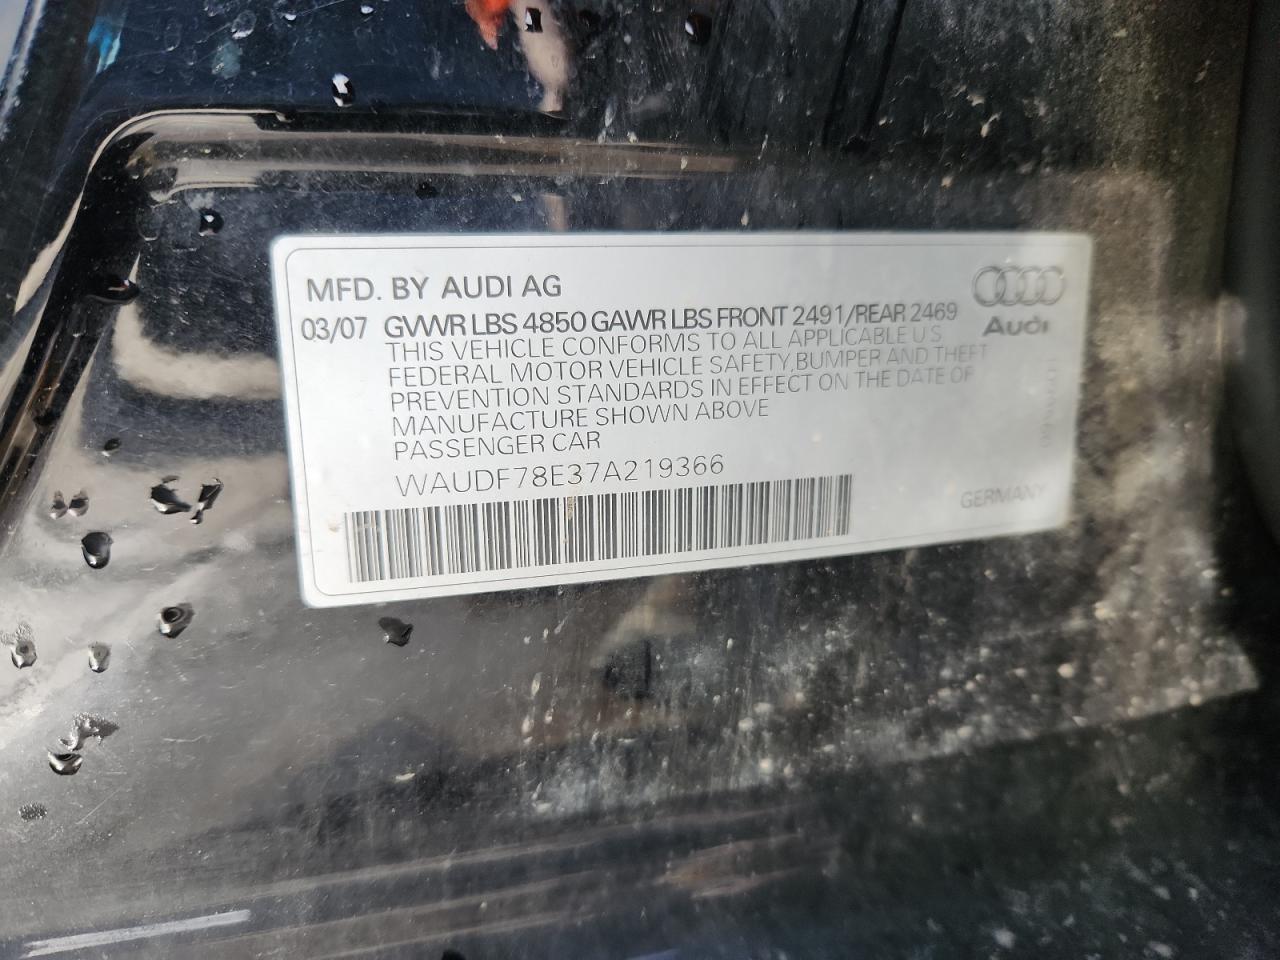 MFD. BY AUDI AG
03/07 GVWR LBS 4850 GAWR LBS FRONT 2491/REAR 2469
Audi
THIS VEHICLE CONFORMS TO ALL APPLICABLE U S
FEDERAL MOTOR VEHICLE SAFETY, BUMPER AND THEFT
PREVENTION STANDARDS IN EFFECT ON THE DATE OF
MANUFACTURE SHOWN ABOVE
PASSENGER CAR
WAUDF78E37A219366
GERMANY